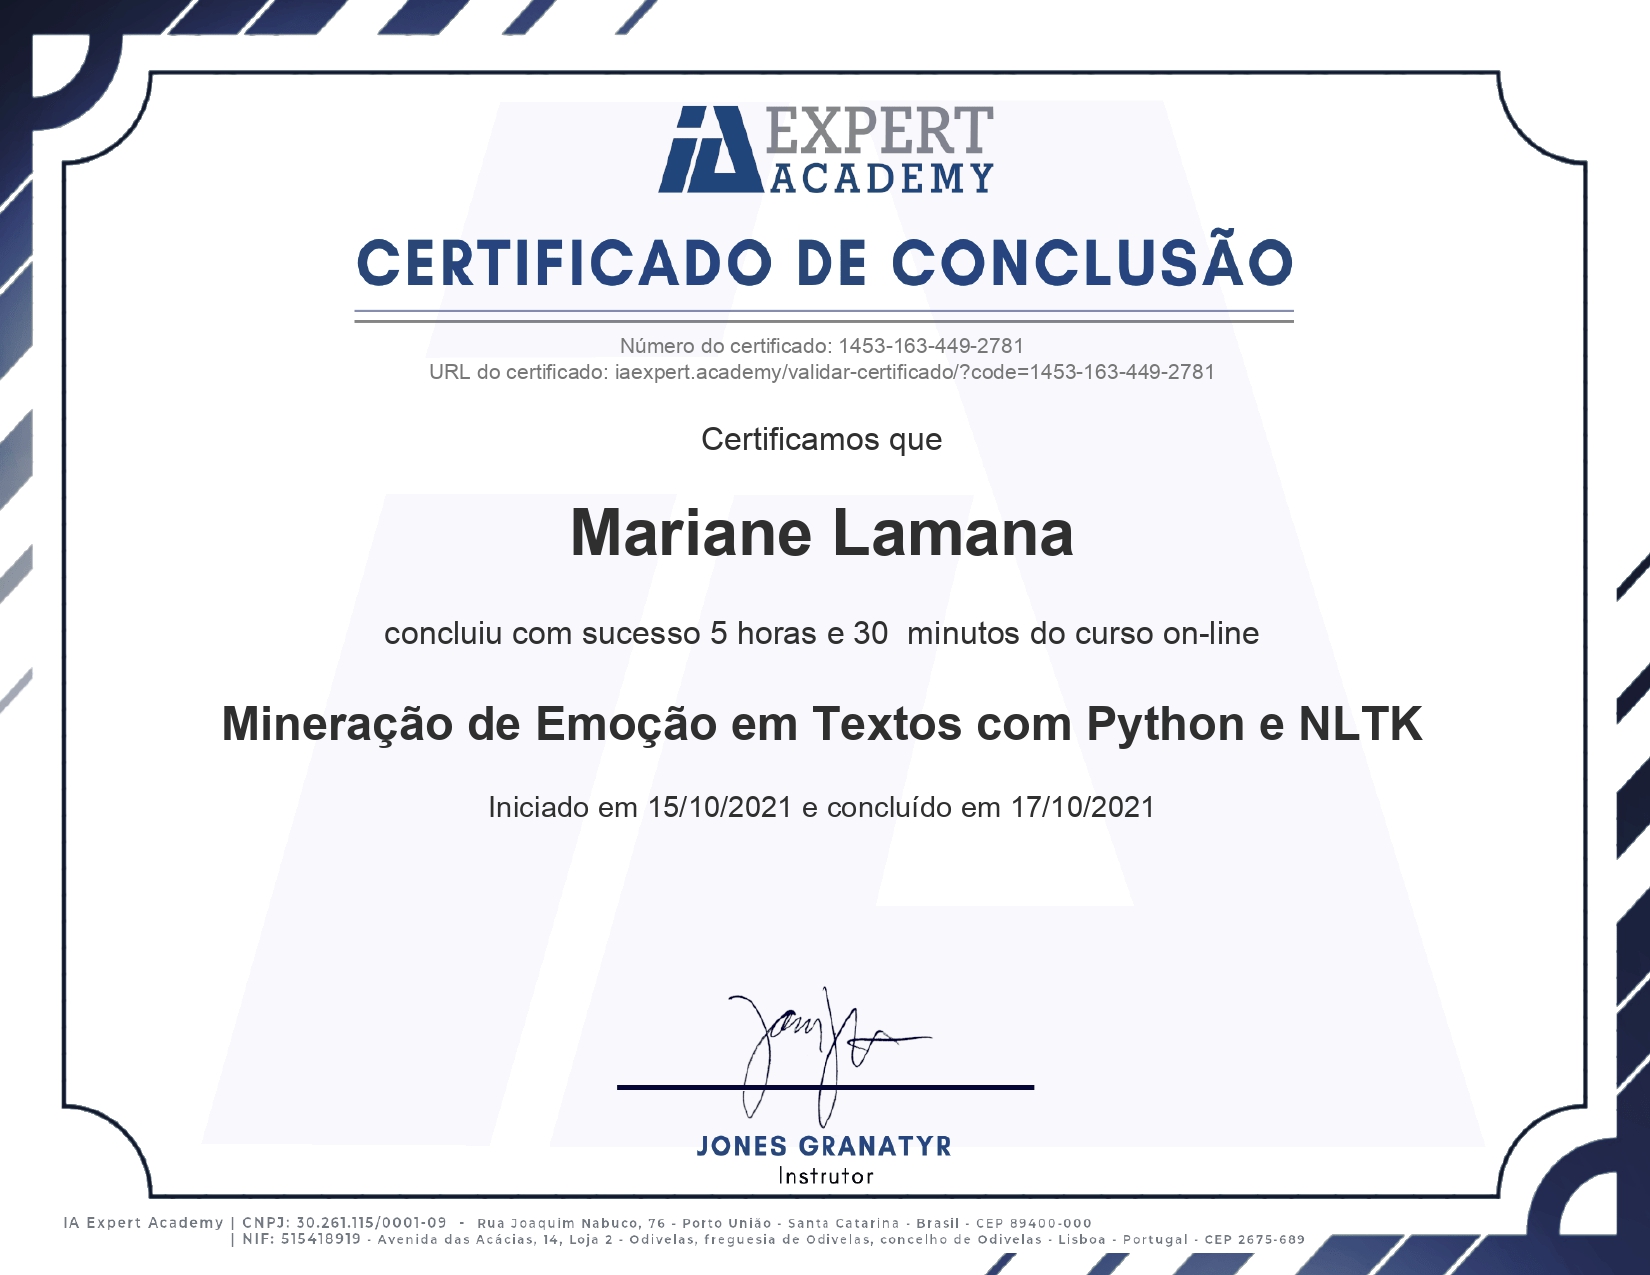 IA EXPERT
ACADEMY
CERTIFICADO DE CONCLUSÃO
Número do certificado: 1453-163-449-2781
URL do certificado: iaexpert.academy/validar-certificado/?code=1453-163-449-2781
Certificamos que
Mariane Lamana
concluiu com sucesso 5 horas e 30 minutos do curso on-line
Mineração de Emoção em Textos com Python e NLTK
Iniciado em 15/10/2021 e concluído em 17/10/2021
JONES GRANATYR
Instrutor
IA Expert Academy | CNPJ: 30.261.115/0001-09 - Rua Joaquim Nabuco, 76 - Porto União - Santa Catarina - Brasil - CEP 89400-000
| NIF: 515418919 - Avenida das Acácias, 14, Loja 2 - Odivelas, freguesia de Odivelas, concelho de Odivelas - Lisboa - Portugal - CEP 2675-689